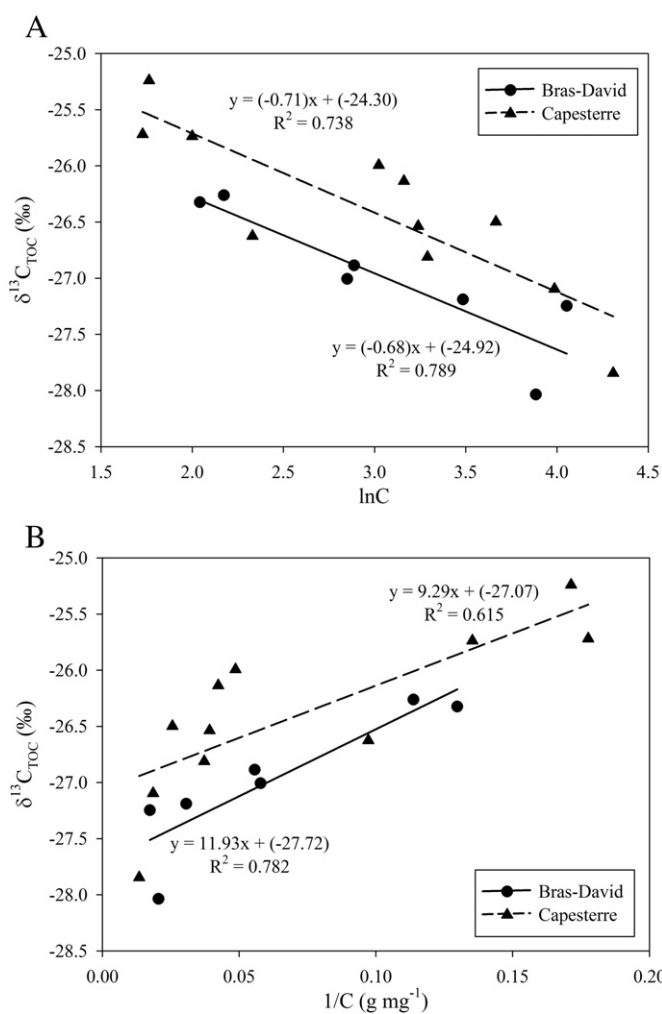 A
-25.0
-25.5
-26.0
-26.5
-27.0
-27.5
-28.0
-28.5
δ¹³C_TOC (‰)
y = (-0.71)x + (-24.30)
R² = 0.738
Bras-David
Capesterre
y = (-0.68)x + (-24.92)
R² = 0.789
1.5 2.0 2.5 3.0 3.5 4.0 4.5
lnC
B
-25.0
-25.5
-26.0
-26.5
-27.0
-27.5
-28.0
-28.5
δ¹³C_TOC (‰)
y = 9.29x + (-27.07)
R² = 0.615
y = 11.93x + (-27.72)
R² = 0.782
Bras-David
Capesterre
0.00 0.05 0.10 0.15 0.20
1/C (g mg⁻¹)